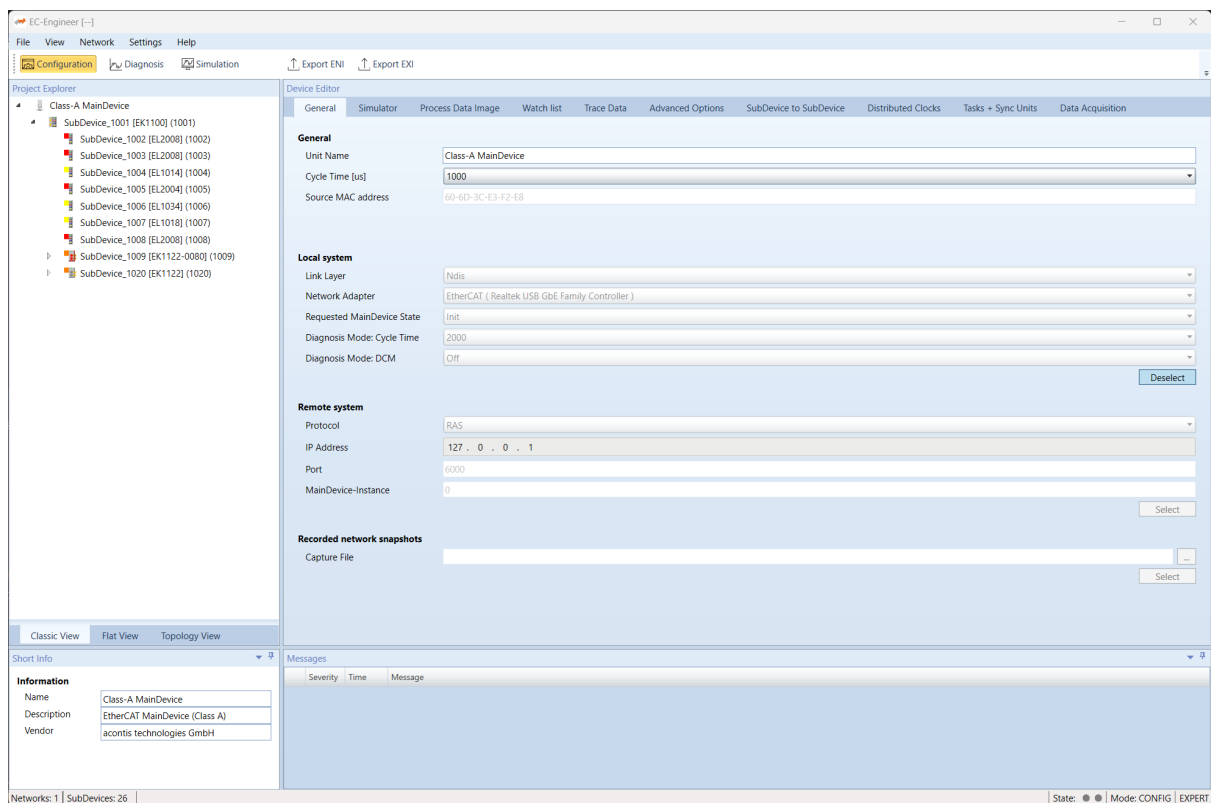 EC-Engineer [--]
File View Network Settings Help
Configuration Diagnosis Simulation Export ENI Export EXI
Project Explorer
Class-A MainDevice
SubDevice_1001 [EK1100] (1001)
SubDevice_1002 [EL2008] (1002)
SubDevice_1003 [EL2008] (1003)
SubDevice_1004 [EL1014] (1004)
SubDevice_1005 [EL2004] (1005)
SubDevice_1006 [EL1034] (1006)
SubDevice_1007 [EL1018] (1007)
SubDevice_1008 [EL2008] (1008)
SubDevice_1009 [EK1122-0080] (1009)
SubDevice_1020 [EK1122] (1020)
Classic View Flat View Topology View
Device Editor
General Simulator Process Data Image Watch list Trace Data Advanced Options SubDevice to SubDevice Distributed Clocks Tasks + Sync Units Data Acquisition
General
Unit Name Class-A MainDevice
Cycle Time [us] 1000
Source MAC address 60-6D-3C-E3-F2-E8
Local system
Link Layer Ndis
Network Adapter EtherCAT ( Realtek USB GbE Family Controller )
Requested MainDevice State Init
Diagnosis Mode: Cycle Time 2000
Diagnosis Mode: DCM Off
Deselect
Remote system
Protocol RAS
IP Address 127 . 0 . 0 . 1
Port 6000
MainDevice-Instance 0
Select
Recorded network snapshots
Capture File ...
Select
Short Info
Information
Name Class-A MainDevice
Description EtherCAT MainDevice (Class A)
Vendor acontis technologies GmbH
Messages
Severity Time Message
Networks: 1 SubDevices: 26 State: Mode: CONFIG EXPERT